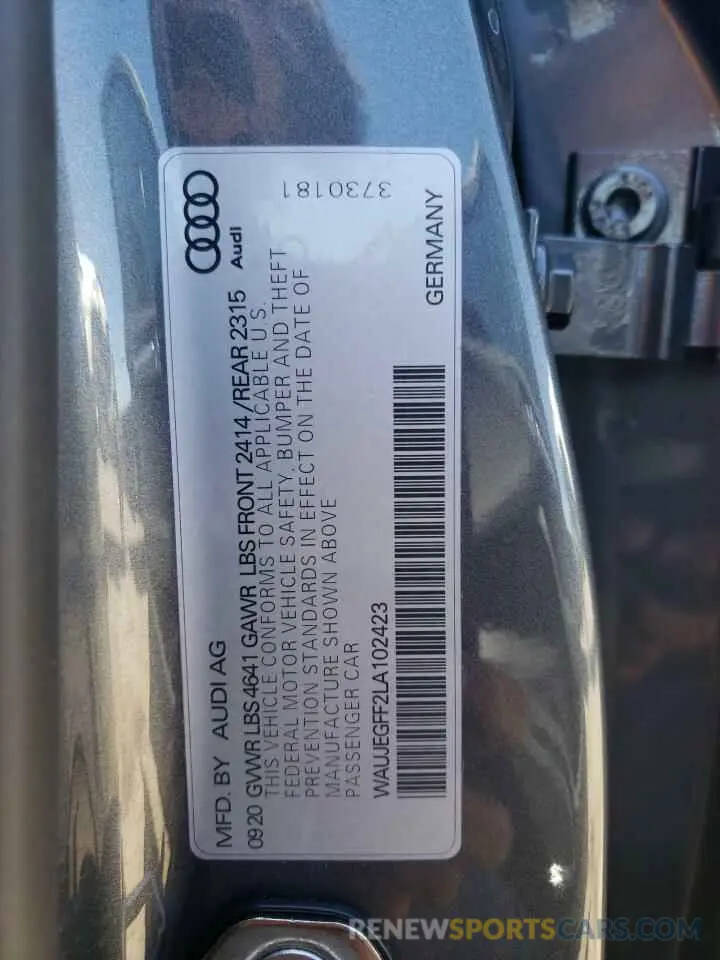 MFD. BY AUDI AG
Audi
0920 GVWR LBS 4641 GAWR LBS FRONT 2414/REAR 2315
THIS VEHICLE CONFORMS TO ALL APPLICABLE U.S.
FEDERAL MOTOR VEHICLE SAFETY, BUMPER AND THEFT
PREVENTION STANDARDS IN EFFECT ON THE DATE OF
MANUFACTURE SHOWN ABOVE
PASSENGER CAR
3730181
WAUJEGFF2LA102423
GERMANY
RENEWSPORTSCARS.COM